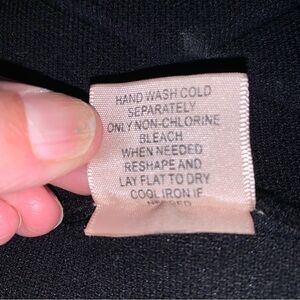 HAND WASH COLD
SEPARATELY
ONLY NON-CHLORINE
BLEACH
WHEN NEEDED
RESHAPE AND
LAY FLAT TO DRY
COOL IRON IF
NEEDED